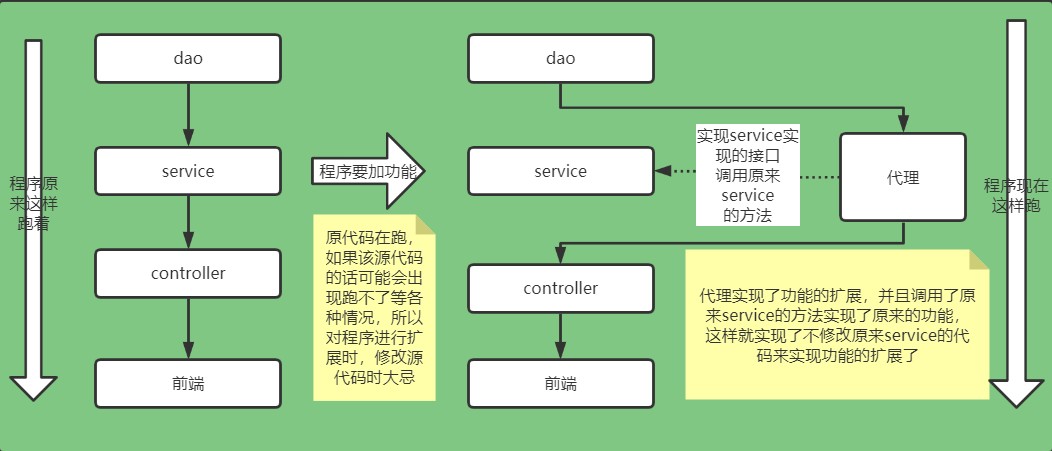 程序原
来这样
跑着
dao
service
controller
前端
程序要加功能
原代码在跑，
如果该源代码
的话可能会出
现跑不了等各
种情况，所以
对程序进行扩
展时，修改源
代码时大忌
dao
service
controller
前端
实现service实
现的接口
调用原来
service
的方法
代理
代理实现了功能的扩展，并且调用了原
来service的方法实现了原来的功能，
这样就实现了不修改原来service的代
码来实现功能的扩展了
程序现在
这样跑